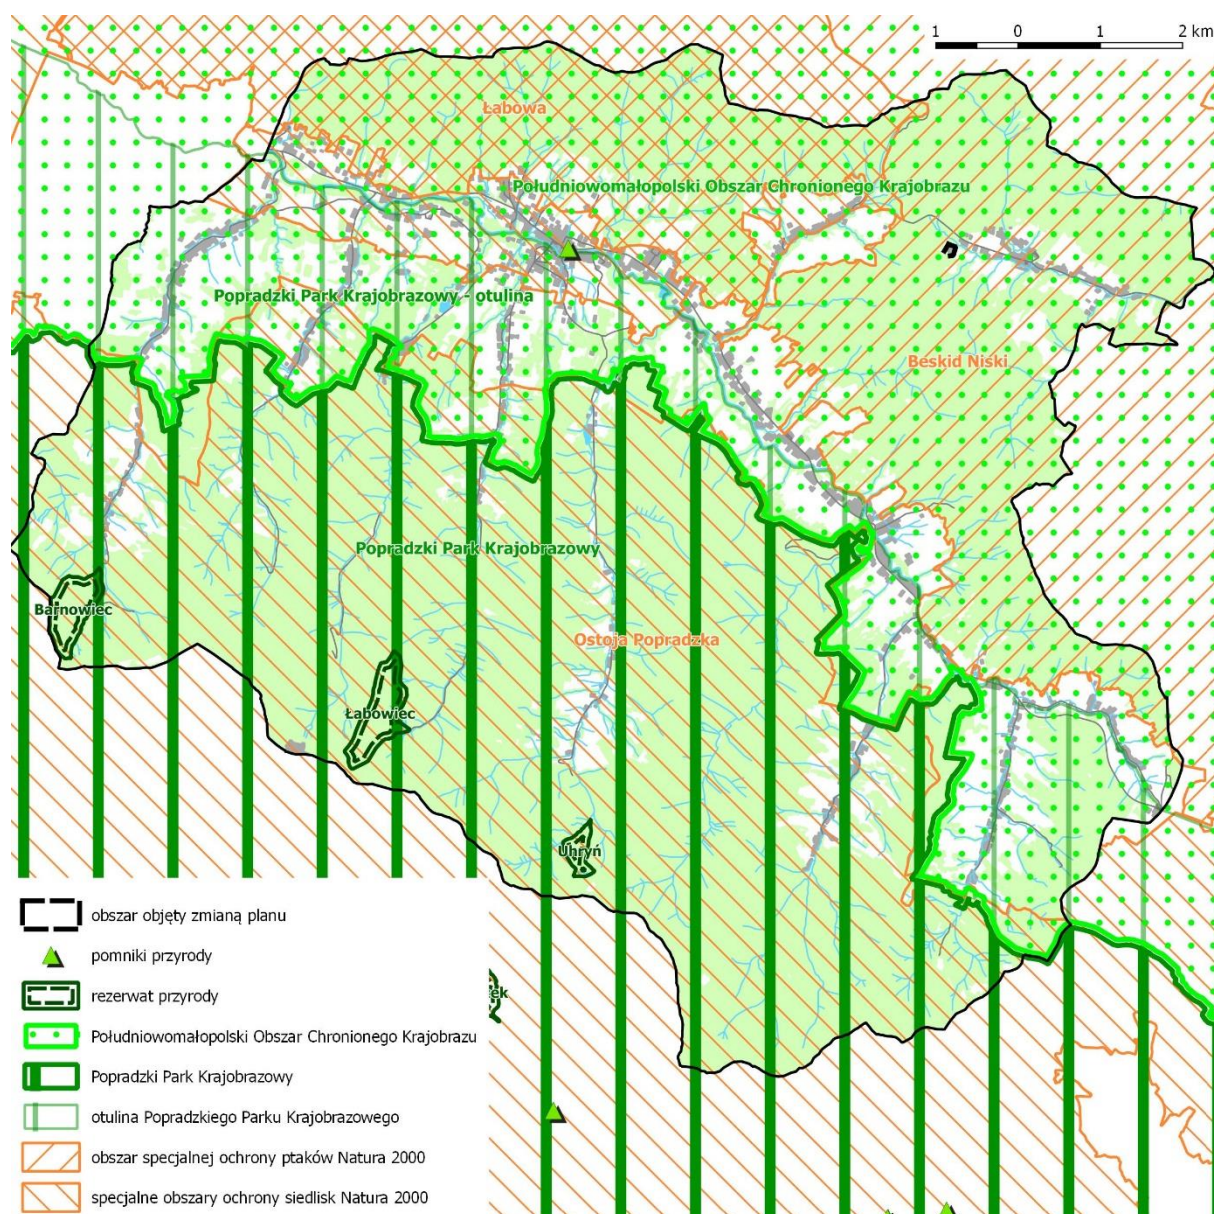 1 0 1 2 km
Łabowa
Południowomałopolski Obszar Chronionego Krajobrazu
Popradzki Park Krajobrazowy - otulina
Beskid Niski
Popradzki Park Krajobrazowy
Barnowiec
Ostoja Popradzka
Łabowiec
Uhryń
ek
obszar objęty zmianą planu
pomniki przyrody
rezerwat przyrody
Południowomałopolski Obszar Chronionego Krajobrazu
Popradzki Park Krajobrazowy
otulina Popradzkiego Parku Krajobrazowego
obszar specjalnej ochrony ptaków Natura 2000
specjalne obszary ochrony siedlisk Natura 2000